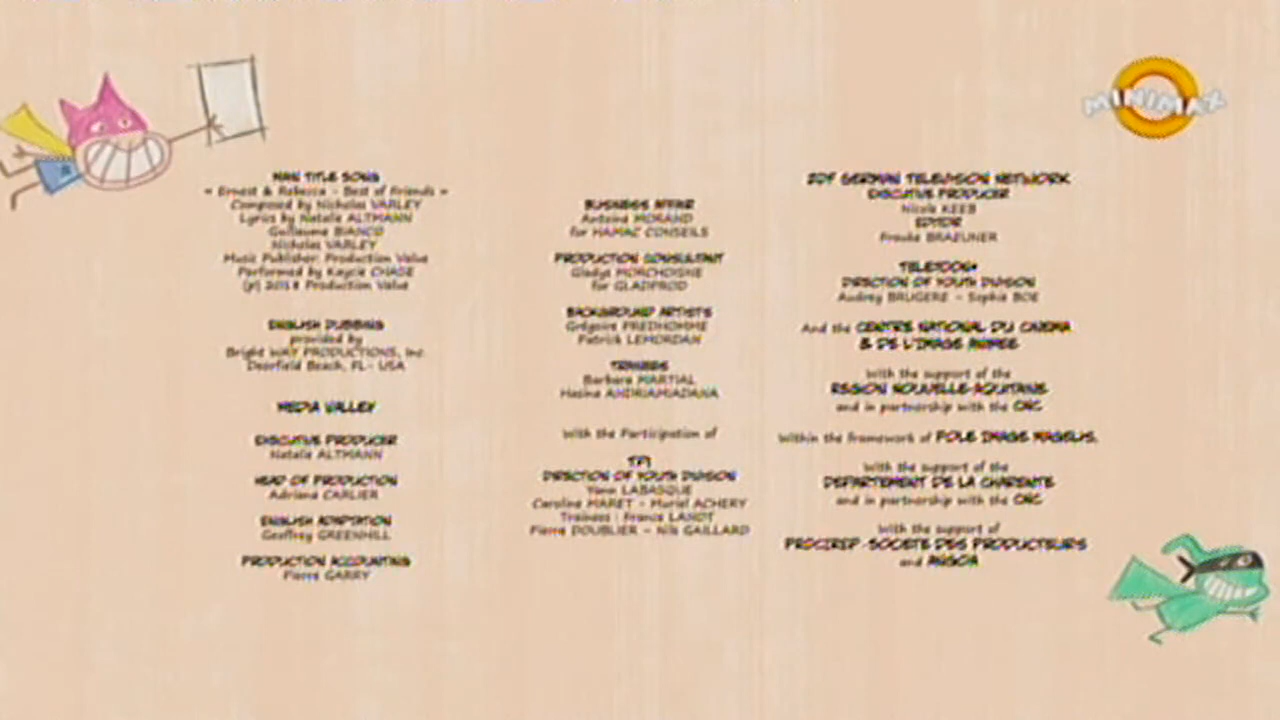 MINIMAX
MAIN TITLE SONG
« Ernest & Rebecca - Best of Friends »
Composed by Nicholas VARLEY
Lyrics by Natalie ALTMANN
Guillaume BIANCO
Nicholas VARLEY
Music Publisher: Production Value
Performed by Kaycie CHASE
(p) 2018 Production Value
ENGLISH DUBBING
provided by
Bright WAY PRODUCTIONS, Inc
Deerfield Beach, FL- USA
MEDIA VALLEY
EXECUTIVE PRODUCER
Natalie ALTMANN
HEAD OF PRODUCTION
Adriana CARLIER
ENGLISH ADAPTATION
Geoffrey GREENHILL
PRODUCTION ACCOUNTING
Pierre GARRY
BUSINESS AFFAIR
Antoine MORAND
for HAMAC CONSEILS
PRODUCTION CONSULTANT
Gladys MORCHOISNE
for GLADPROD
BACKGROUND ARTISTS
Grégoire PREDHOMME
Patrick LEMORDAN
TRAINEES
Barbara MARTIAL
Hasina ANDRIAMIADANA
With the Participation of
TF1
DIRECTION OF YOUTH DIVISION
Yann LABASQUE
Caroline MARET - Muriel ACHERY
Trainees : France LANDT
Pierre DOUBLIER - Nils GAILLARD
ZDF GERMAN TELEVISION NETWORK
EXECUTIVE PRODUCER
Nicole KEEB
EDITOR
Frauke BRAEUNER
TELETOON+
DIRECTION OF YOUTH DIVISION
Audrey BRUGERE - Sophie BOE
And the CENTRE NATIONAL DU CINEMA
& DE L'IMAGE ANIMEE
With the support of the
REGION NOUVELLE-AQUITAINE
and in partnership with the CNC
Within the framework of POLE IMAGE MAGELIS,
With the support of the
DEPARTEMENT DE LA CHARENTE
and in partnership with the CNC
With the support of
PROCIREP -SOCIETE DES PRODUCTEURS
and ANGOA